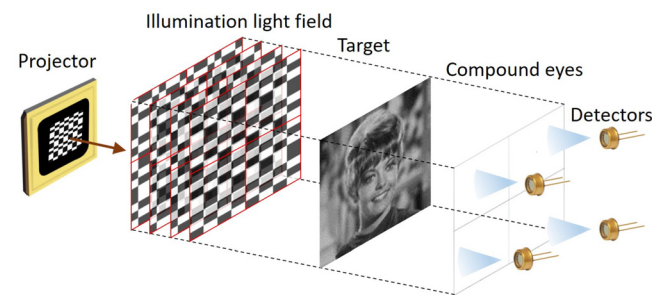 Illumination light field
Projector
Target
Compound eyes
Detectors